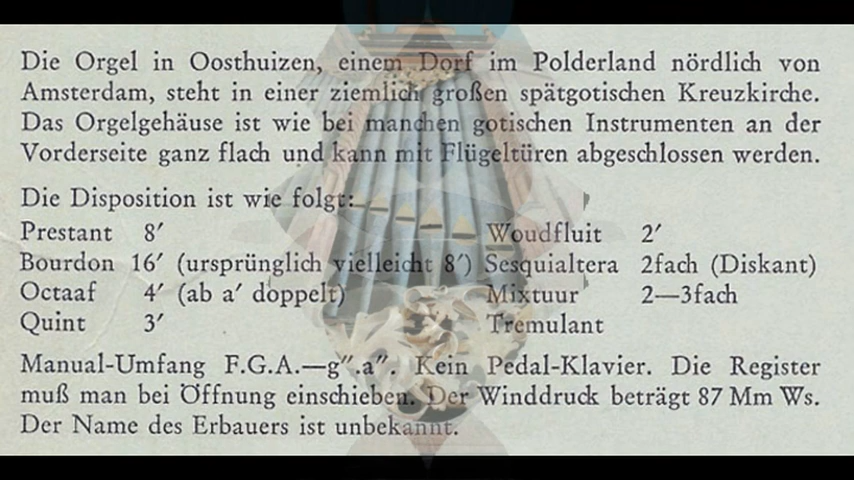 Die Orgel in Oosthuizen, einem Dorf im Polderland nördlich von
Amsterdam, steht in einer ziemlich großen spätgotischen Kreuzkirche.
Das Orgelgehäuse ist wie bei manchen gotischen Instrumenten an der
Vorderseite ganz flach und kann mit Flügeltüren abgeschlossen werden.
Die Disposition ist wie folgt:
Prestant 8′ Woudfluit 2′
Bourdon 16′ (ursprünglich vielleicht 8′) Sesquialtera 2fach (Diskant)
Octaaf 4′ (ab a′ doppelt) Mixtuur 2—3fach
Quint 3′ Tremulant
Manual-Umfang F.G.A.—g″.a″. Kein Pedal-Klavier. Die Register
muß man bei Öffnung einschieben. Der Winddruck beträgt 87 Mm Ws.
Der Name des Erbauers ist unbekannt.